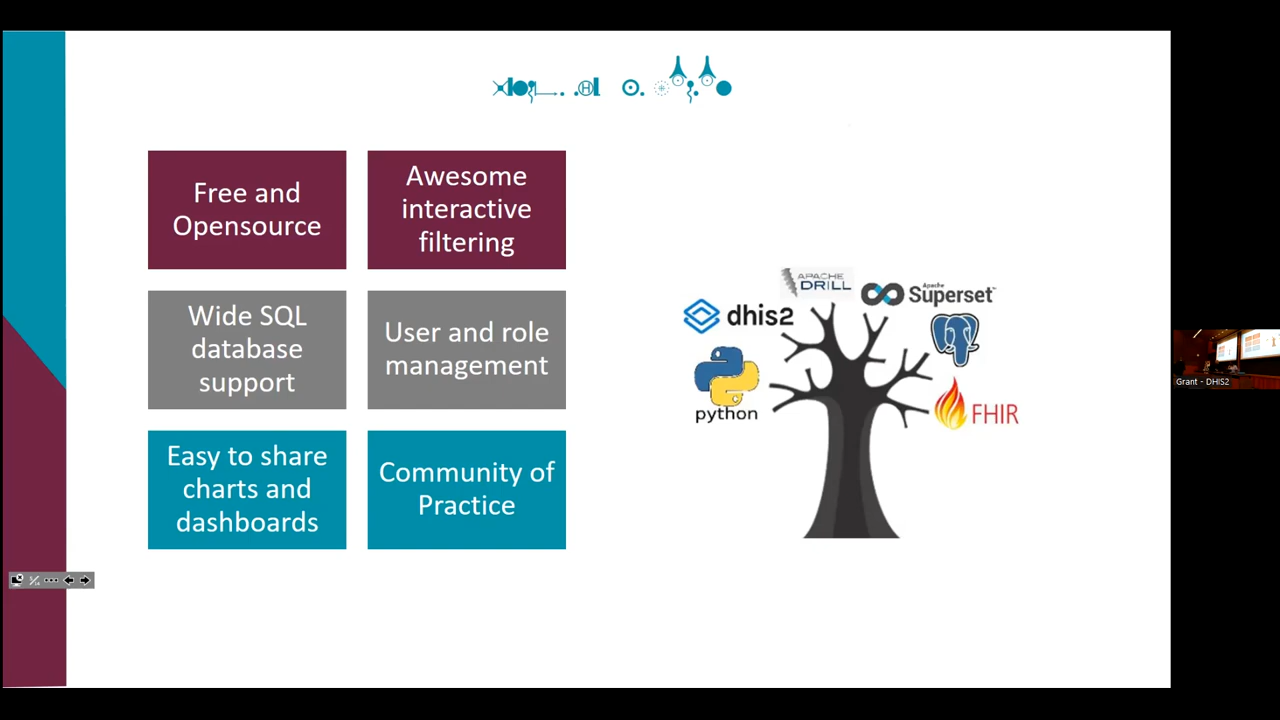 Free and
Opensource
Awesome
interactive
filtering
Wide SQL
database
support
User and role
management
Easy to share
charts and
dashboards
Community of
Practice
APACHE
DRILL
Apache
Superset™
dhis2
python
FHIR
Grant - DHIS2